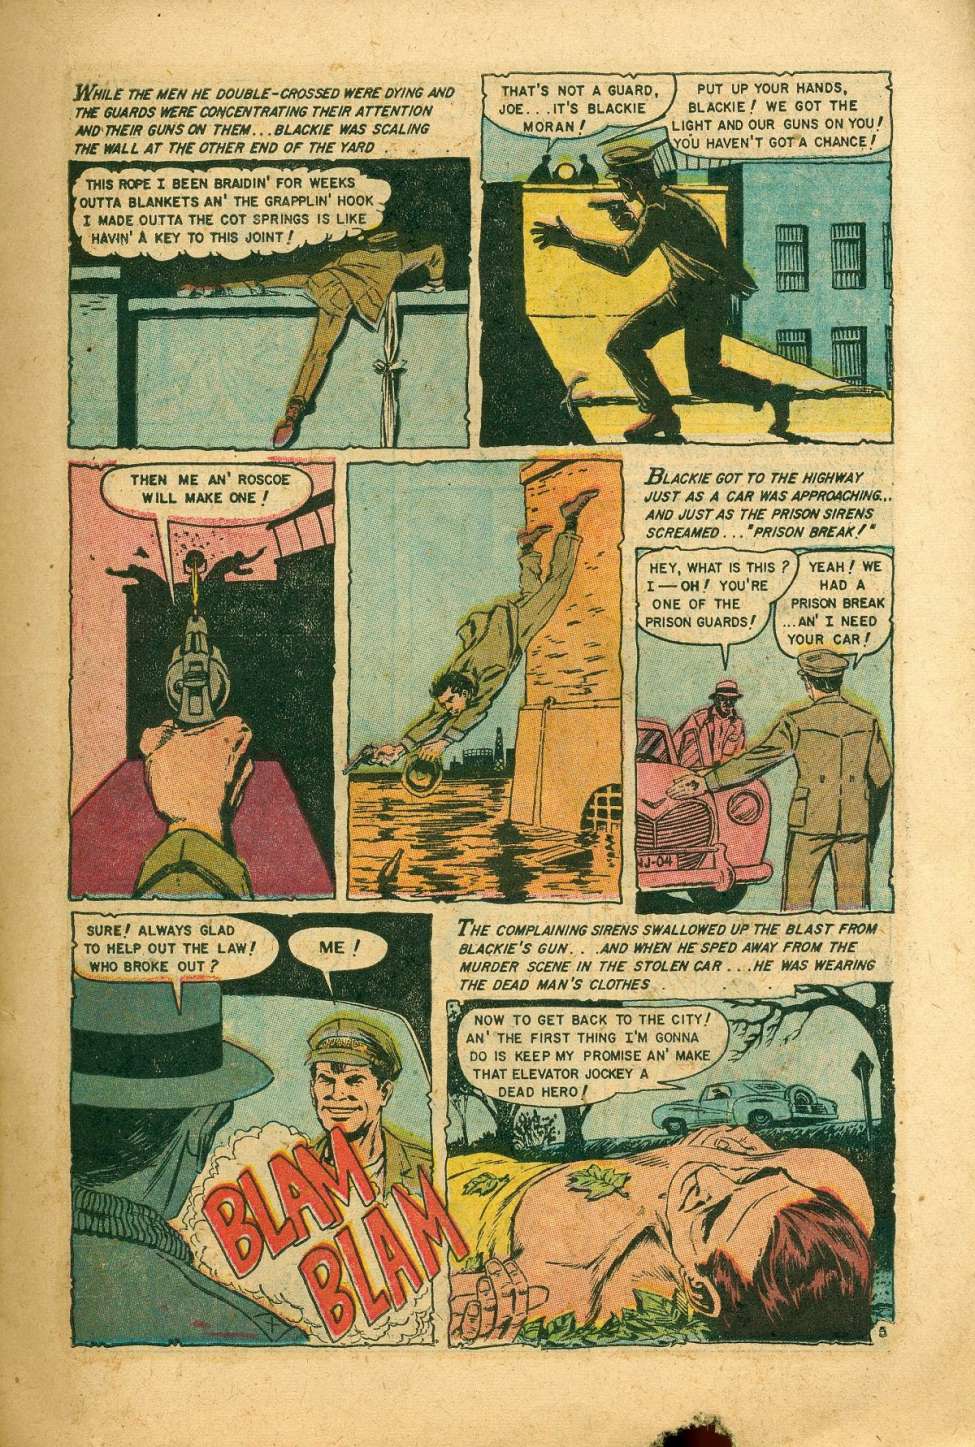 WHILE THE MEN HE DOUBLE-CROSSED WERE DYING AND
THE GUARDS WERE CONCENTRATING THEIR ATTENTION
AND THEIR GUNS ON THEM...BLACKIE WAS SCALING
THE WALL AT THE OTHER END OF THE YARD . . . .
THIS ROPE I BEEN BRAIDIN' FOR WEEKS
OUTTA BLANKETS AN' THE GRAPPLIN' HOOK
I MADE OUTTA THE COT SPRINGS IS LIKE
HAVIN' A KEY TO THIS JOINT!
THAT'S NOT A GUARD,
JOE...IT'S BLACKIE
MORAN!
PUT UP YOUR HANDS,
BLACKIE! WE GOT THE
LIGHT AND OUR GUNS ON YOU!
YOU HAVEN'T GOT A CHANCE!
THEN ME AN' ROSCOE
WILL MAKE ONE!
BLACKIE GOT TO THE HIGHWAY
JUST AS A CAR WAS APPROACHING...
AND JUST AS THE PRISON SIRENS
SCREAMED..."PRISON BREAK!"
HEY, WHAT IS THIS?
I—OH! YOU'RE
ONE OF THE
PRISON GUARDS!
YEAH! WE
HAD A
PRISON BREAK
...AN' I NEED
YOUR CAR!
NJ-04
SURE! ALWAYS GLAD
TO HELP OUT THE LAW!
WHO BROKE OUT?
ME!
BLAM
BLAM
THE COMPLAINING SIRENS SWALLOWED UP THE BLAST FROM
BLACKIE'S GUN. . .AND WHEN HE SPED AWAY FROM THE
MURDER SCENE IN THE STOLEN CAR...HE WAS WEARING
THE DEAD MAN'S CLOTHES . . . .
NOW TO GET BACK TO THE CITY!
AN' THE FIRST THING I'M GONNA
DO IS KEEP MY PROMISE AN' MAKE
THAT ELEVATOR JOCKEY A
DEAD HERO!
5